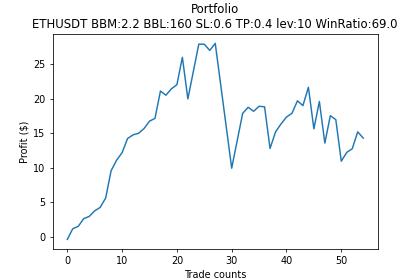 Portfolio
ETHUSDT BBM:2.2 BBL:160 SL:0.6 TP:0.4 lev:10 WinRatio:69.0
Profit ($)
25
20
15
10
5
0
0 10 20 30 40 50
Trade counts